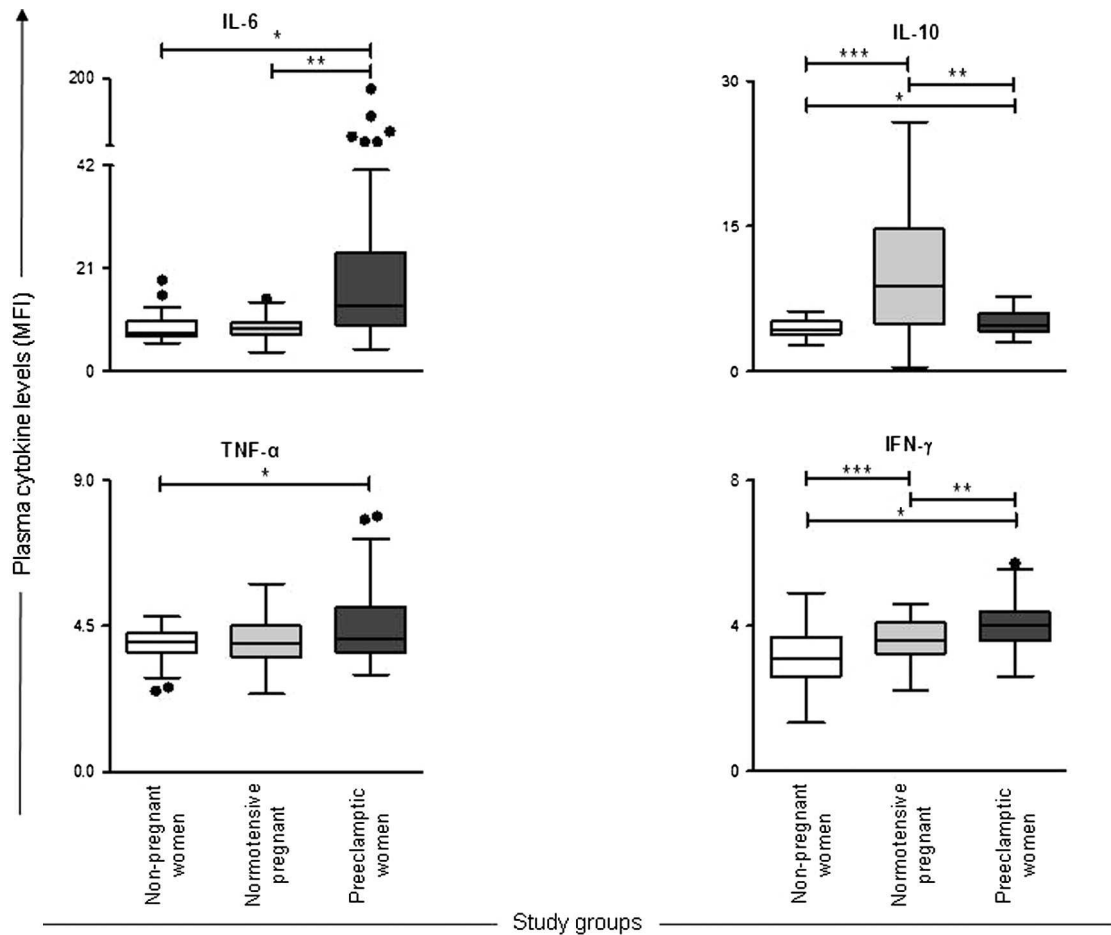 IL-6
*
**
200
42
21
0
IL-10
***
**
*
30
15
0
TNF-α
*
9.0
4.5
0.0
IFN-γ
***
**
*
8
4
0
Plasma cytokine levels (MFI)
Non-pregnant
women
Normotensive
pregnant
Preeclamptic
women
Non-pregnant
women
Normotensive
pregnant
Preeclamptic
women
Study groups